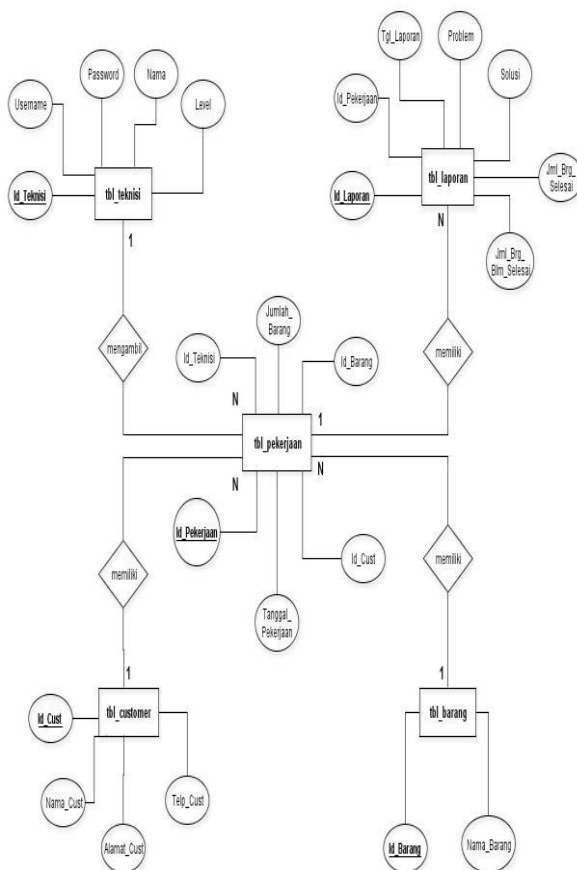 Tgl_Laporan
Problem
Password
Nama
Solusi
Username
Level
Id_Pekerjaan
tbl_teknisi
tbl_laporan
Id_Teknisi
Id_Laporan
Jml_Brg_
Selesai
1
N
Jml_Brg_
Blm_Selesai
Jumlah_
Barang
mengambil
Id_Teknisi
Id_Barang
memiliki
N
1
tbl_pekerjaan
N
N
Id_Pekerjaan
Id_Cust
memiliki
memiliki
Tanggal_
Pekerjaan
1
1
Id_Cust
tbl_customer
tbl_barang
Nama_Cust
Telp_Cust
Alamat_Cust
Id_Barang
Nama_Barang